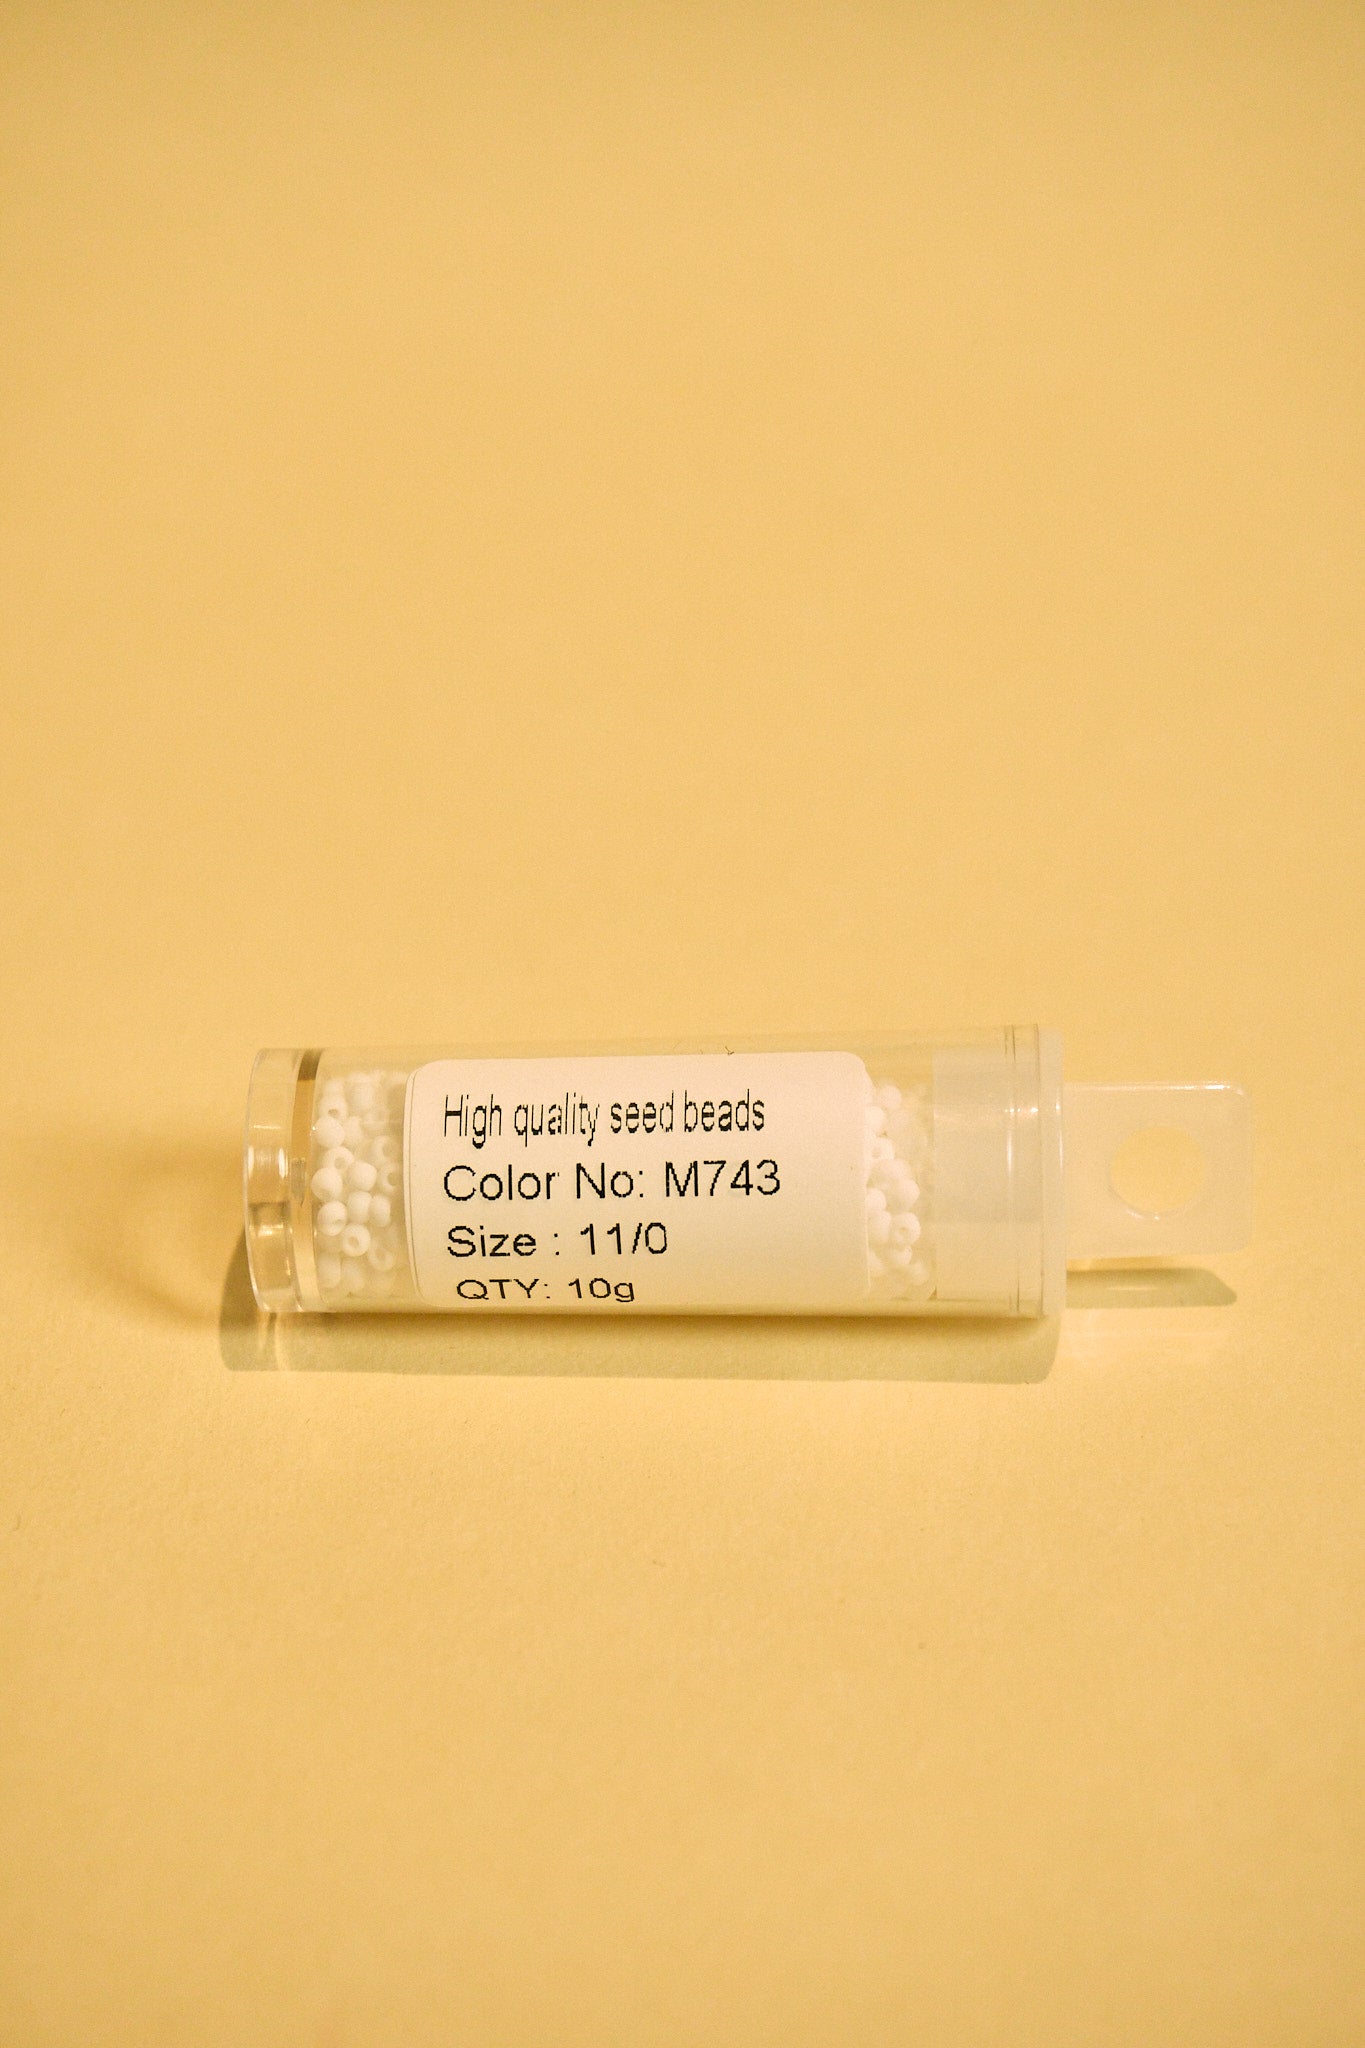 High quality seed beads
Color No: M743
Size : 11/0
QTY: 10g